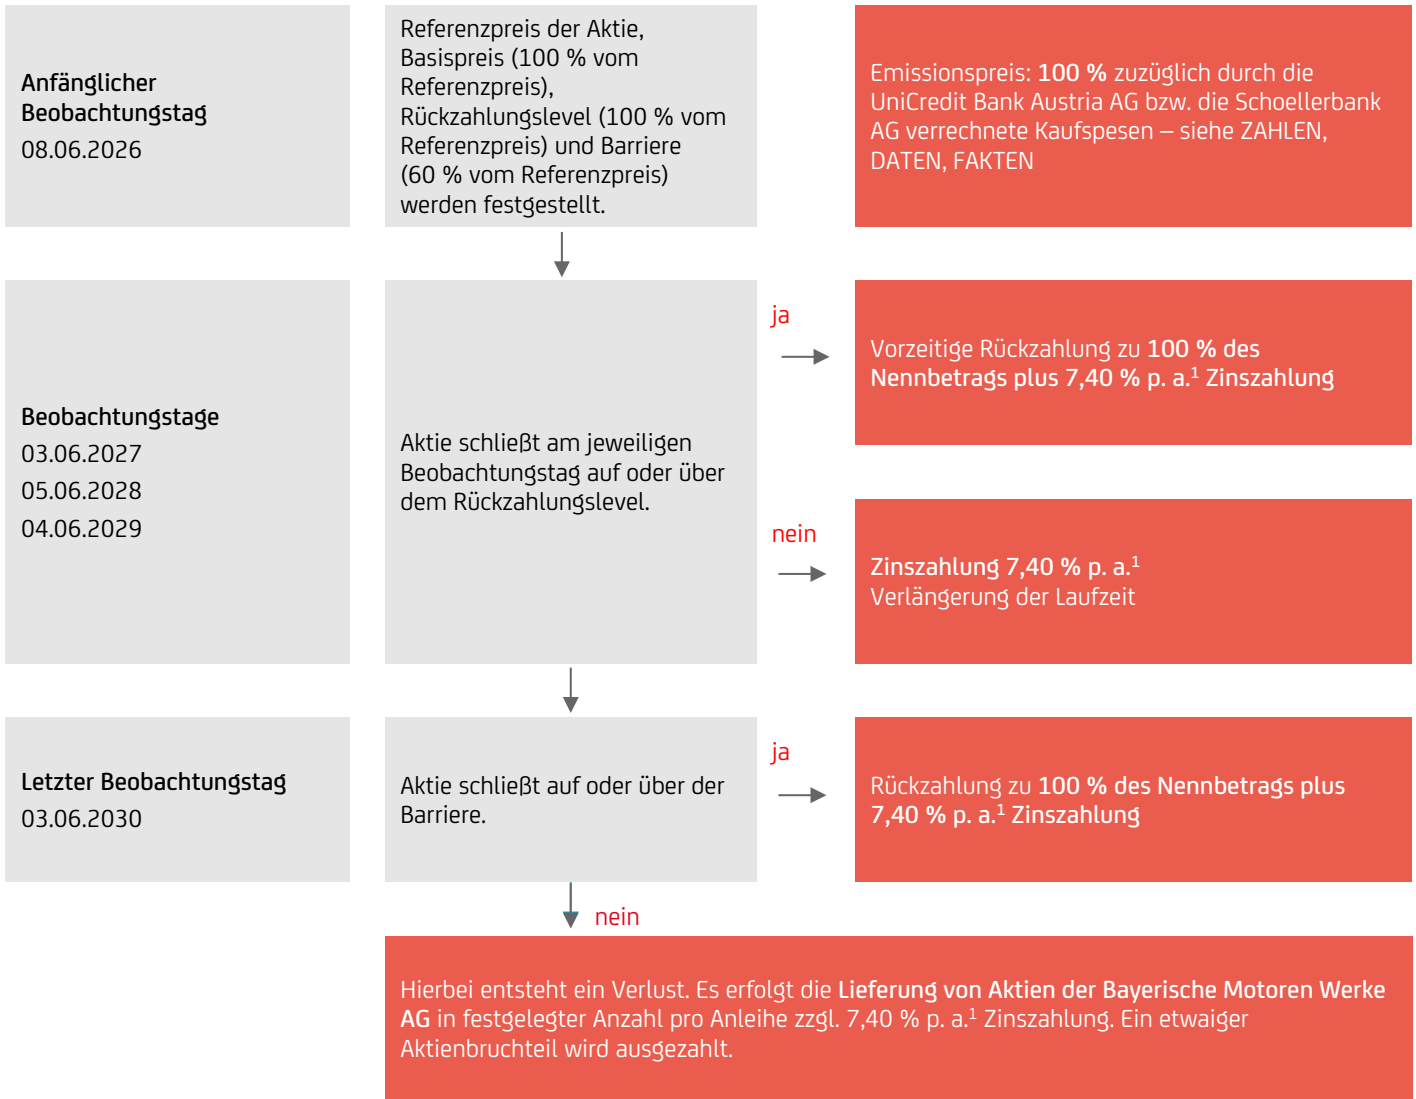 Anfänglicher
Beobachtungstag
08.06.2026
Referenzpreis der Aktie,
Basispreis (100 % vom
Referenzpreis),
Rückzahlungslevel (100 % vom
Referenzpreis) und Barriere
(60 % vom Referenzpreis)
werden festgestellt.
Emissionspreis: 100 % zuzüglich durch die
UniCredit Bank Austria AG bzw. die Schoellerbank
AG verrechnete Kaufspesen – siehe ZAHLEN,
DATEN, FAKTEN
Beobachtungstage
03.06.2027
05.06.2028
04.06.2029
Aktie schließt am jeweiligen
Beobachtungstag auf oder über
dem Rückzahlungslevel.
ja
Vorzeitige Rückzahlung zu 100 % des
Nennbetrags plus 7,40 % p. a.¹ Zinszahlung
nein
Zinszahlung 7,40 % p. a.¹
Verlängerung der Laufzeit
Letzter Beobachtungstag
03.06.2030
Aktie schließt auf oder über der
Barriere.
ja
Rückzahlung zu 100 % des Nennbetrags plus
7,40 % p. a.¹ Zinszahlung
nein
Hierbei entsteht ein Verlust. Es erfolgt die Lieferung von Aktien der Bayerische Motoren Werke
AG in festgelegter Anzahl pro Anleihe zzgl. 7,40 % p. a.¹ Zinszahlung. Ein etwaiger
Aktienbruchteil wird ausgezahlt.